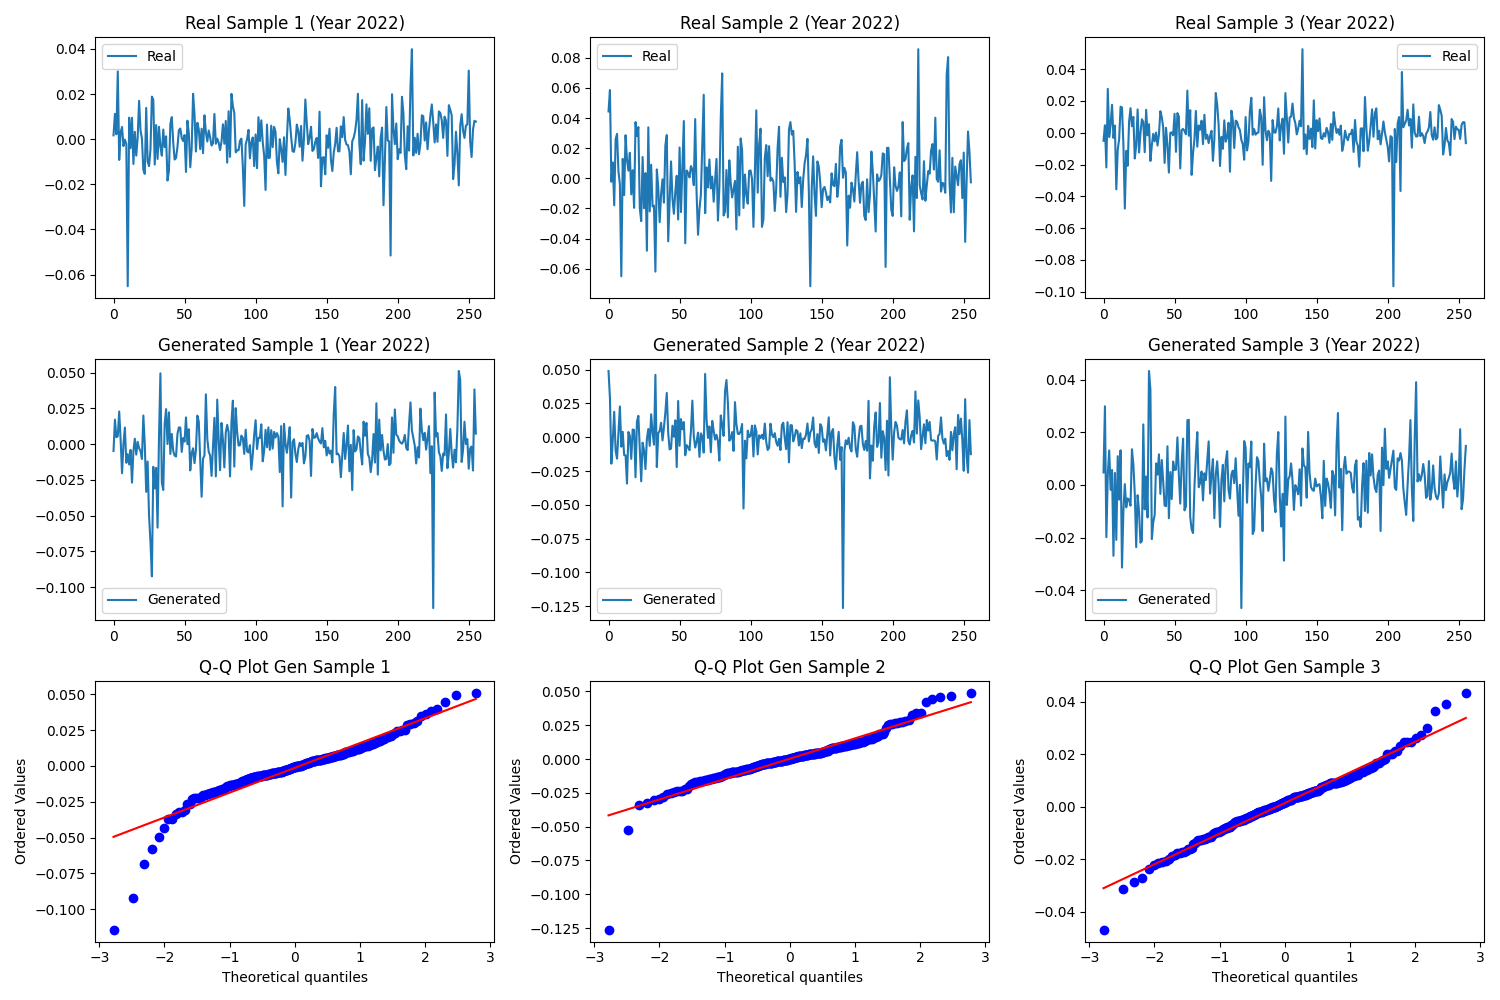 Real Sample 1 (Year 2022)
Real Sample 2 (Year 2022)
Real Sample 3 (Year 2022)
0.04
0.02
0.00
−0.02
−0.04
−0.06
Real
0 50 100 150 200 250
0.08
0.06
0.04
0.02
0.00
−0.02
−0.04
−0.06
Real
0 50 100 150 200 250
0.04
0.02
0.00
−0.02
−0.04
−0.06
−0.08
−0.10
Real
0 50 100 150 200 250
Generated Sample 1 (Year 2022)
Generated Sample 2 (Year 2022)
Generated Sample 3 (Year 2022)
0.050
0.025
0.000
−0.025
−0.050
−0.075
−0.100
Generated
0 50 100 150 200 250
0.050
0.025
0.000
−0.025
−0.050
−0.075
−0.100
−0.125
Generated
0 50 100 150 200 250
0.04
0.02
0.00
−0.02
−0.04
Generated
0 50 100 150 200 250
Q-Q Plot Gen Sample 1
Q-Q Plot Gen Sample 2
Q-Q Plot Gen Sample 3
Ordered Values
0.050
0.025
0.000
−0.025
−0.050
−0.075
−0.100
−3 −2 −1 0 1 2 3
Theoretical quantiles
Ordered Values
0.050
0.025
0.000
−0.025
−0.050
−0.075
−0.100
−0.125
−3 −2 −1 0 1 2 3
Theoretical quantiles
Ordered Values
0.04
0.02
0.00
−0.02
−0.04
−3 −2 −1 0 1 2 3
Theoretical quantiles